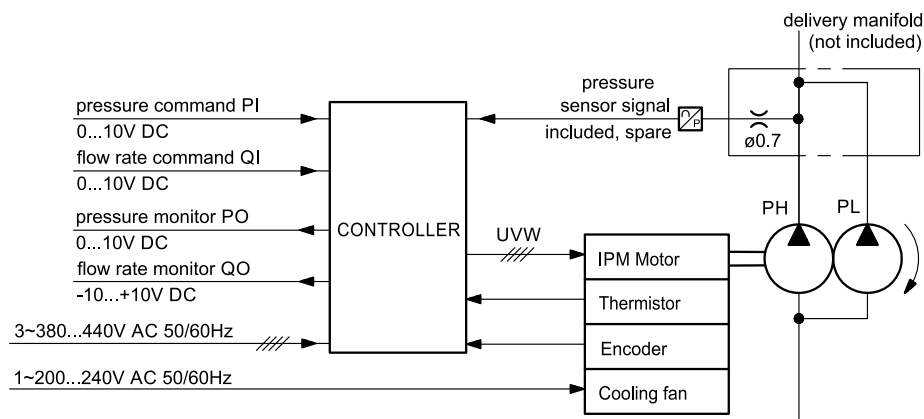 delivery manifold
(not included)
pressure
sensor signal
included, spare
P
ø0.7
pressure command PI
0...10V DC
flow rate command QI
0...10V DC
pressure monitor PO
0...10V DC
flow rate monitor QO
-10...+10V DC
3~380...440V AC 50/60Hz
1~200...240V AC 50/60Hz
CONTROLLER
UVW
IPM Motor
Thermistor
Encoder
Cooling fan
PH
PL